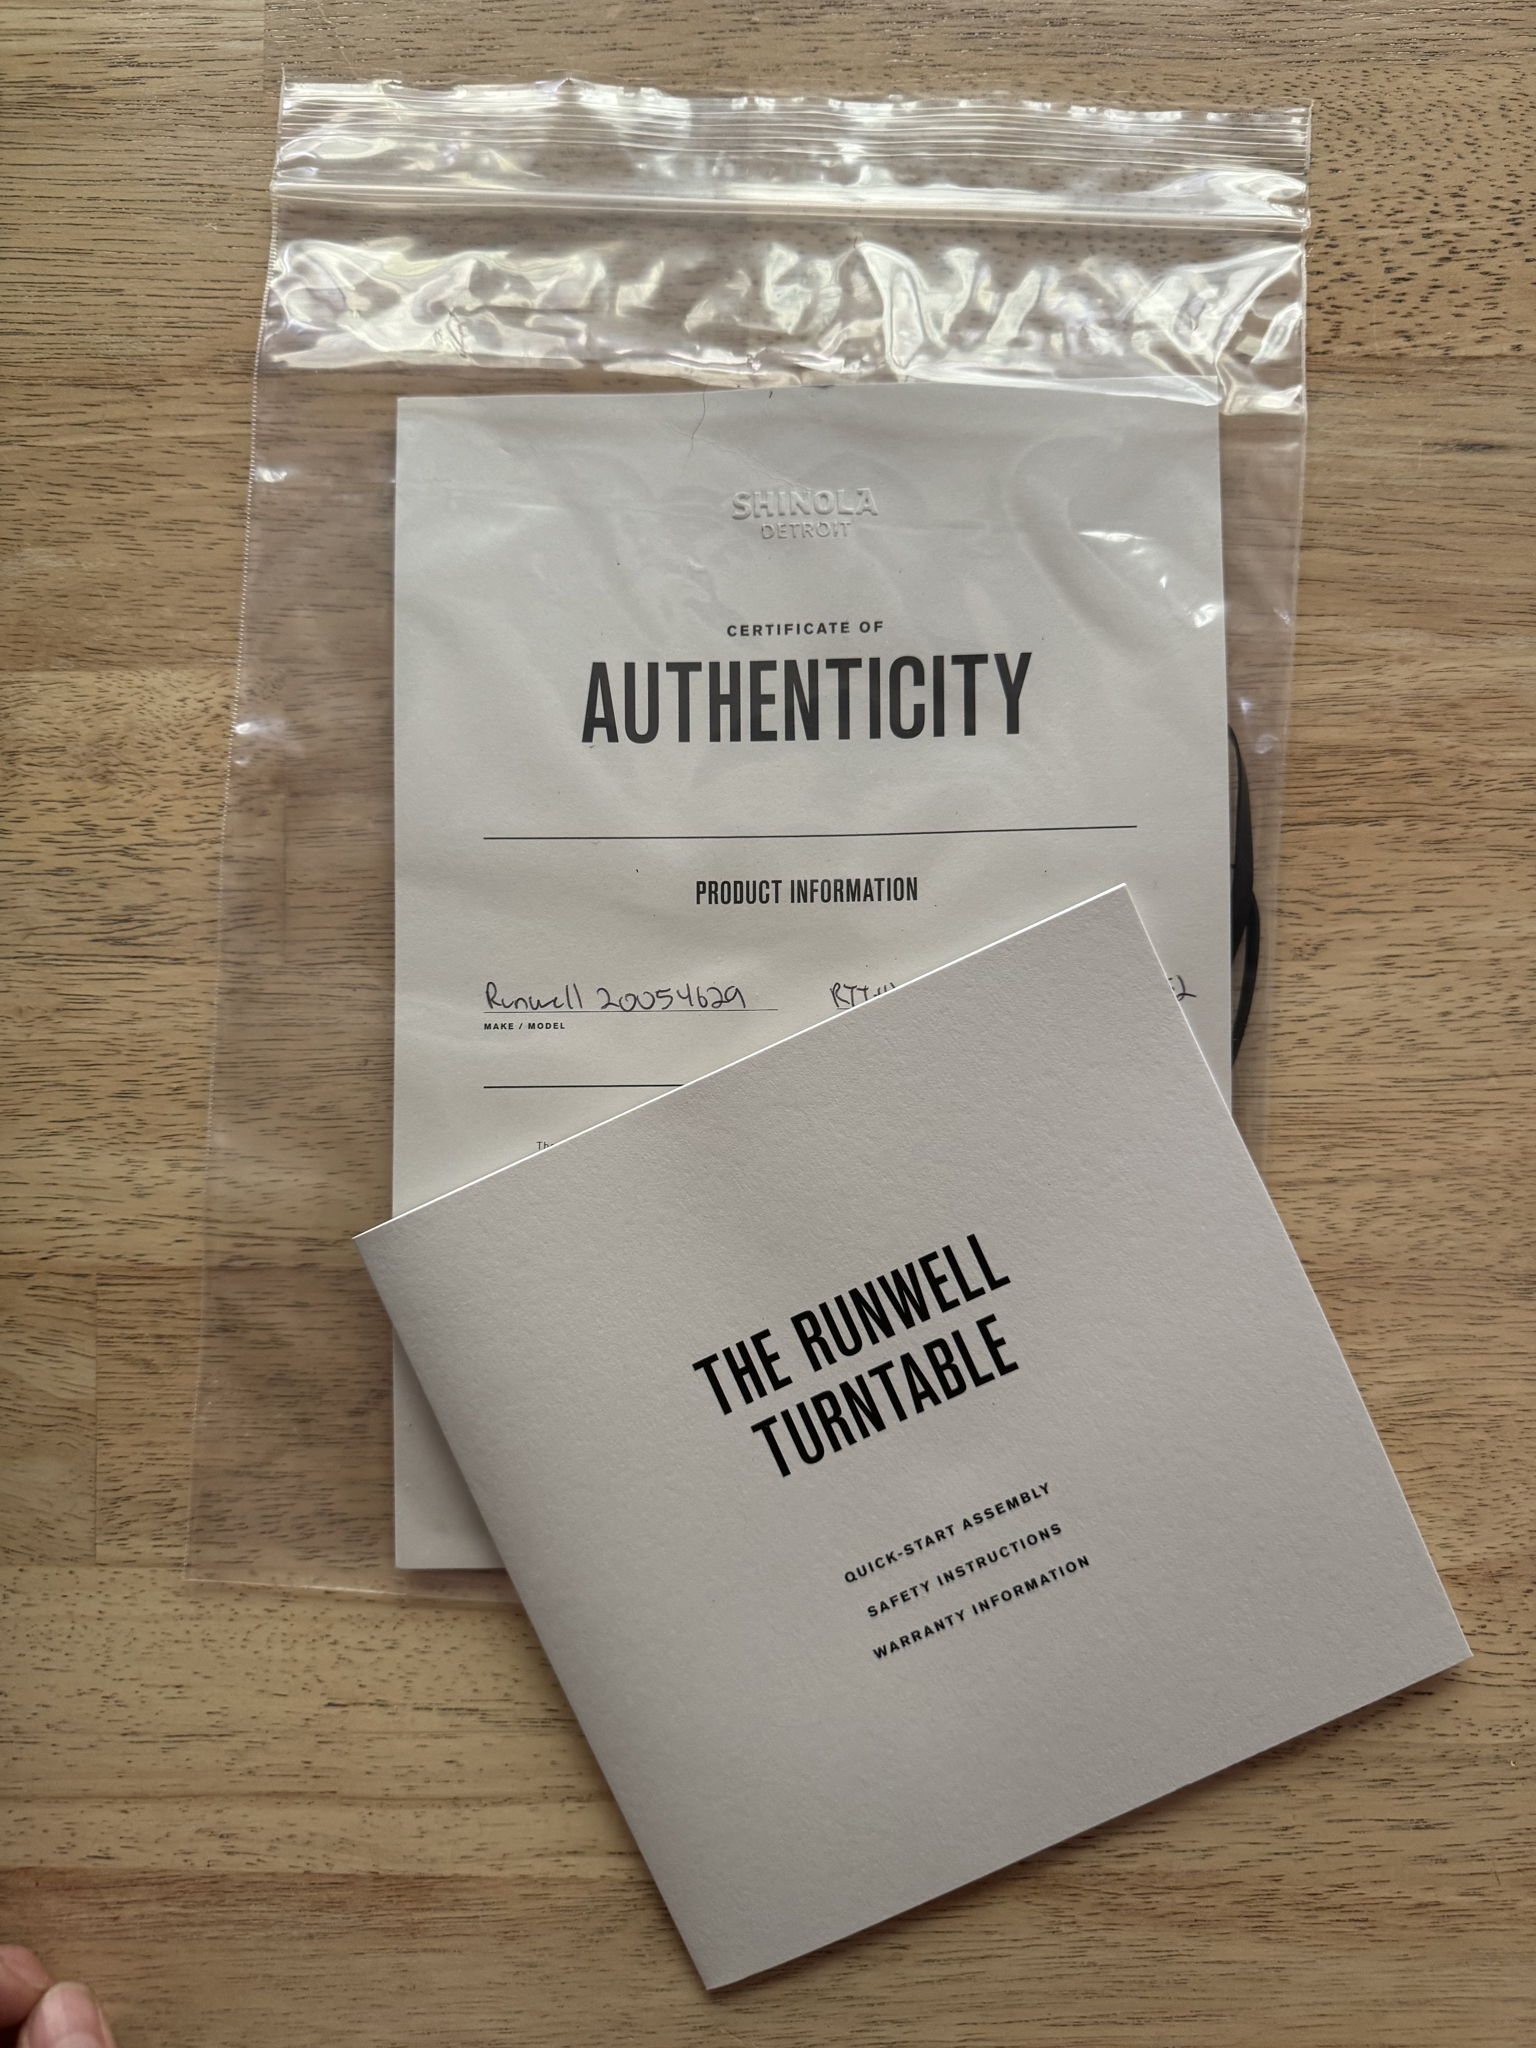 SHINOLA
DETROIT
CERTIFICATE OF
AUTHENTICITY
PRODUCT INFORMATION
Runwell 20054629
MAKE / MODEL
THE RUNWELL
TURNTABLE
QUICK-START ASSEMBLY
SAFETY INSTRUCTIONS
WARRANTY INFORMATION